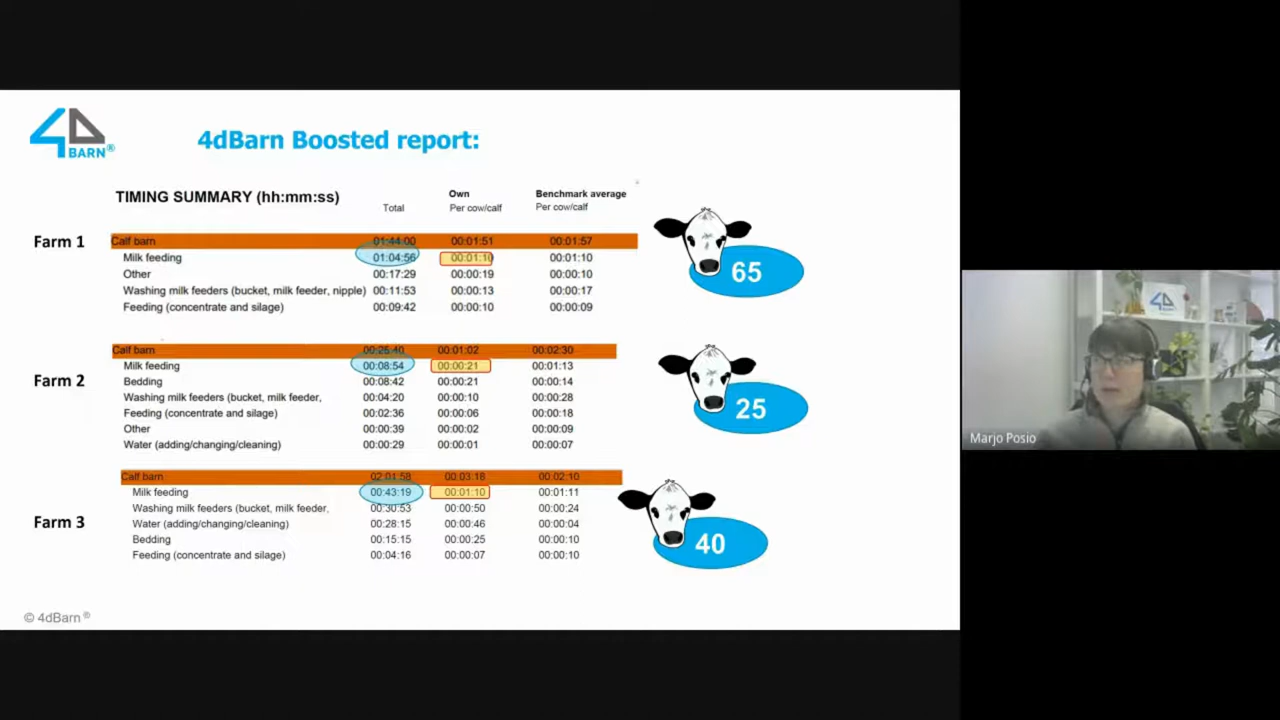 4D
BARN®
4dBarn Boosted report:
TIMING SUMMARY (hh:mm:ss)
Own
Benchmark average
Total
Per cow/calf
Per cow/calf
Farm 1
Calf barn 01:44:00 00:01:51 00:01:57
Milk feeding 01:04:56 00:01:10 00:01:10
Other 00:17:29 00:00:19 00:00:10
Washing milk feeders (bucket, milk feeder, nipple) 00:11:53 00:00:13 00:00:17
Feeding (concentrate and silage) 00:09:42 00:00:10 00:00:09
65
Farm 2
Calf barn 00:25:40 00:01:02 00:02:30
Milk feeding 00:08:54 00:00:21 00:01:13
Bedding 00:08:42 00:00:21 00:00:14
Washing milk feeders (bucket, milk feeder, 00:04:20 00:00:10 00:00:28
Feeding (concentrate and silage) 00:02:36 00:00:06 00:00:18
Other 00:00:39 00:00:02 00:00:09
Water (adding/changing/cleaning) 00:00:29 00:00:01 00:00:07
25
Farm 3
Calf barn 02:01:58 00:03:18 00:02:10
Milk feeding 00:43:19 00:01:10 00:01:11
Washing milk feeders (bucket, milk feeder, 00:30:53 00:00:50 00:00:24
Water (adding/changing/cleaning) 00:28:15 00:00:46 00:00:04
Bedding 00:15:15 00:00:25 00:00:10
Feeding (concentrate and silage) 00:04:16 00:00:07 00:00:10
40
© 4dBarn ®
Marjo Posio